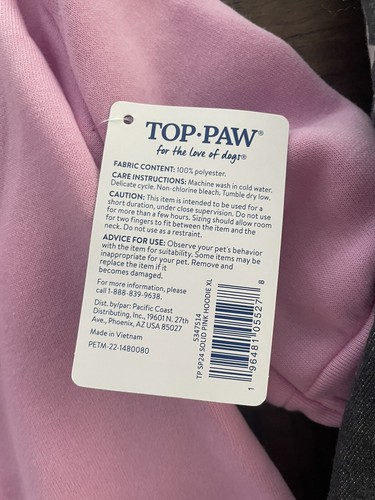 TOP•PAW®
for the love of dogs®
FABRIC CONTENT: 100% polyester.
CARE INSTRUCTIONS: Machine wash in cold water.
Delicate cycle. Non-chlorine bleach. Tumble dry low.
CAUTION: This item is intended to be used for a
short duration, under close supervision. Do not use
for more than a few hours. Sizing should allow room
for two fingers to fit between the item and the
neck. Do not use as a restraint.
ADVICE FOR USE: Observe your pet's behavior
with the item for suitability. Some items may be
inappropriate for your pet. Remove and
replace the item if it
becomes damaged.
For more information, please
call 1-888-839-9638.
Dist. by/par: Pacific Coast
Distributing, Inc., 19601 N. 27th
Ave., Phoenix, AZ USA 85027
Made in Vietnam
PETM-22-1480080
5347514
TP SP24 SOLID PINK HOODIE XL
1 96481 05527 8